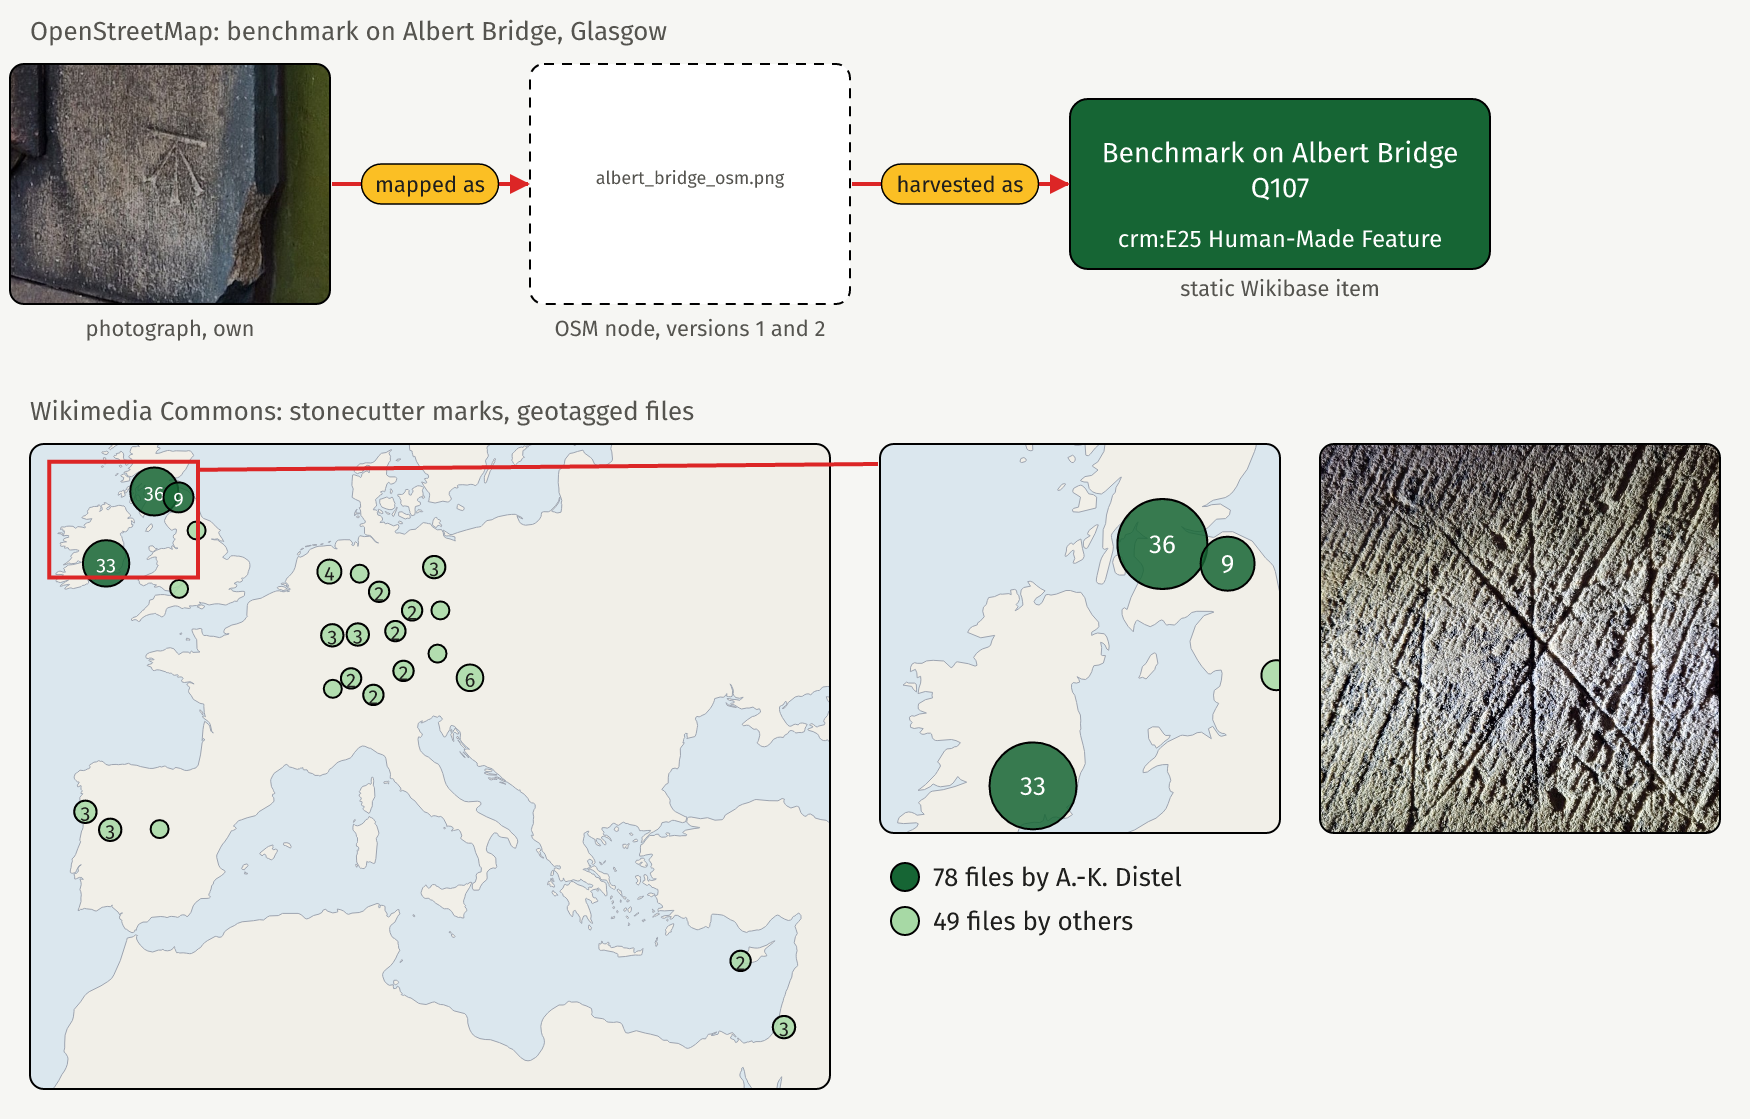 OpenStreetMap: benchmark on Albert Bridge, Glasgow
mapped as
albert_bridge_osm.png
harvested as
Benchmark on Albert Bridge
Q107
crm:E25 Human-Made Feature
static Wikibase item
photograph, own
OSM node, versions 1 and 2
Wikimedia Commons: stonecutter marks, geotagged files
36
9
33
4
3
2
2
3
3
2
2
2
2
6
3
3
2
3
36
9
33
78 files by A.-K. Distel
49 files by others